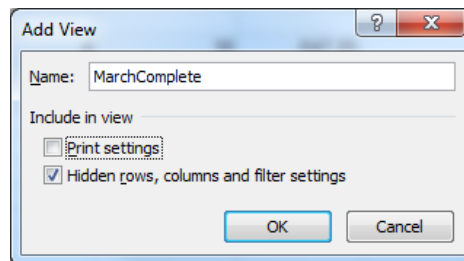 Add View
Name: MarchComplete
Include in view
Print settings
Hidden rows, columns and filter settings
OK Cancel